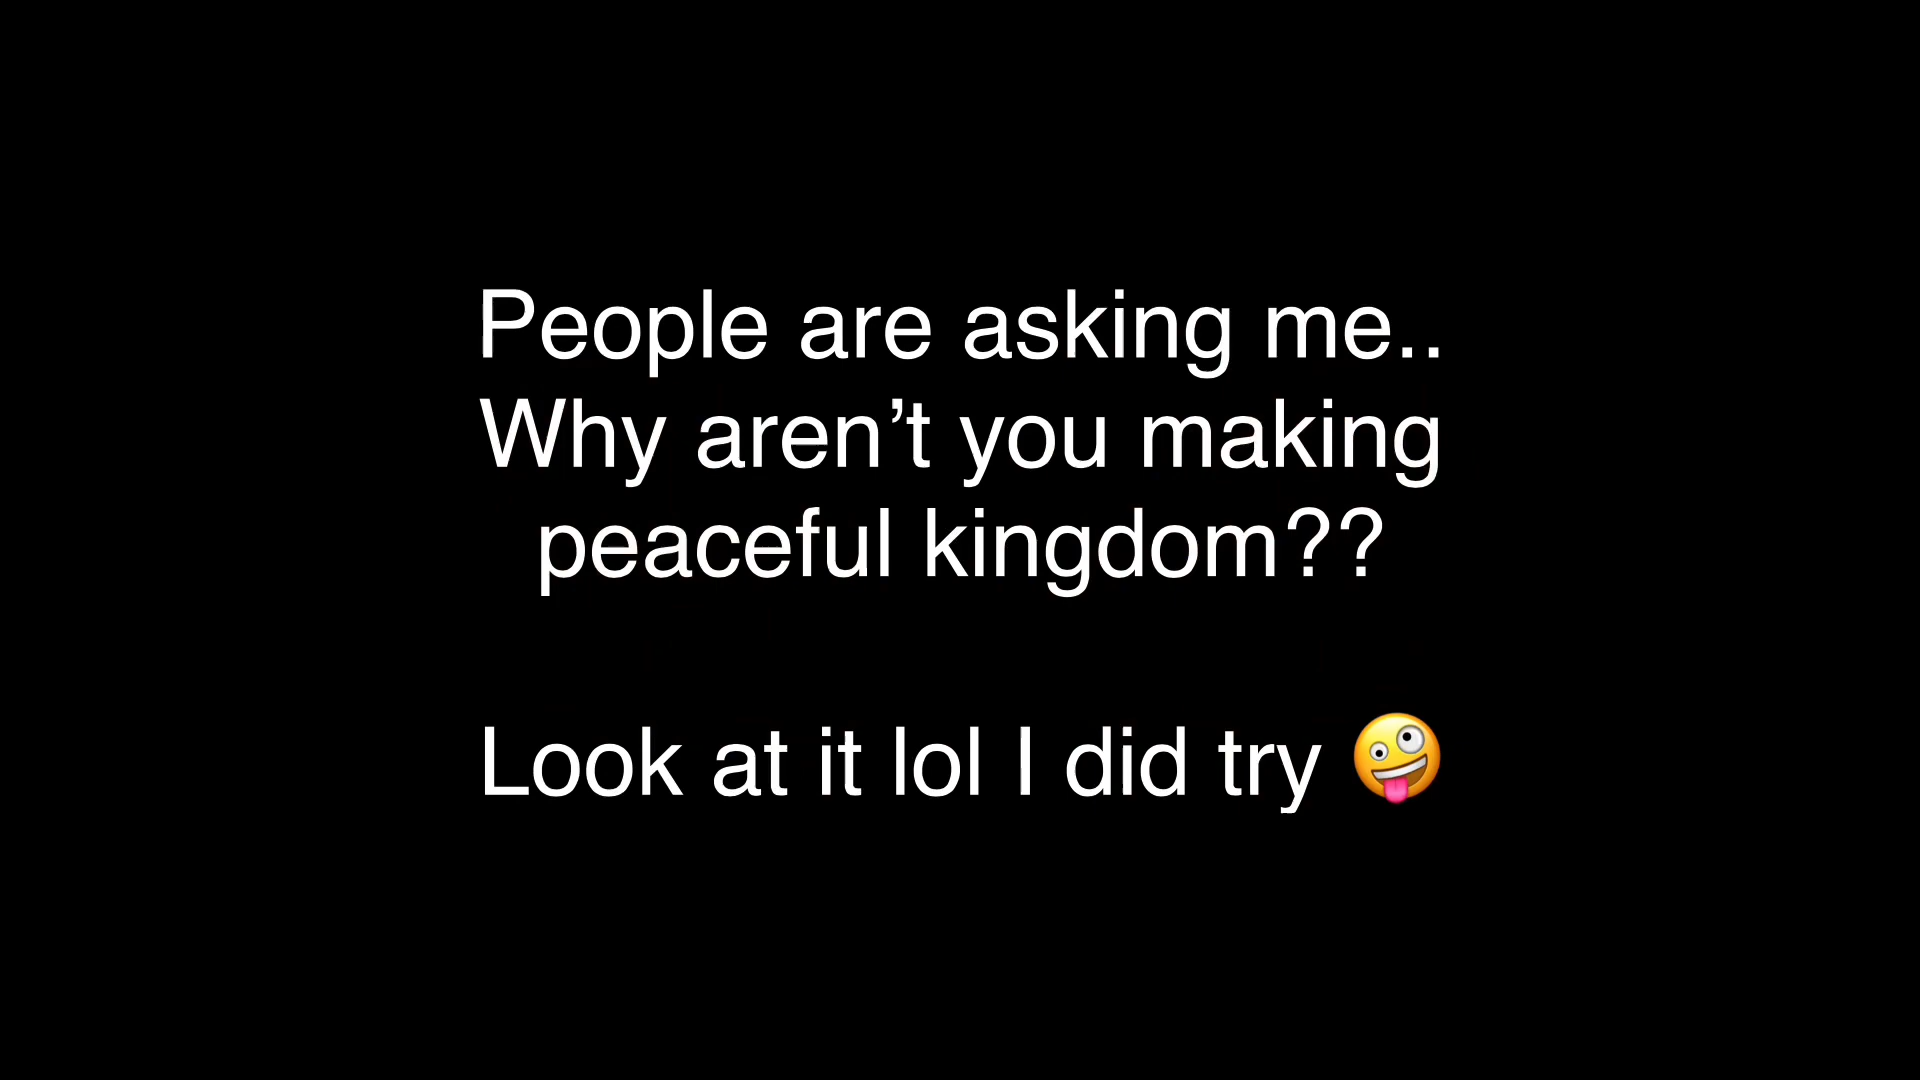 People are asking me..
Why aren’t you making
peaceful kingdom??
Look at it lol I did try 🤪